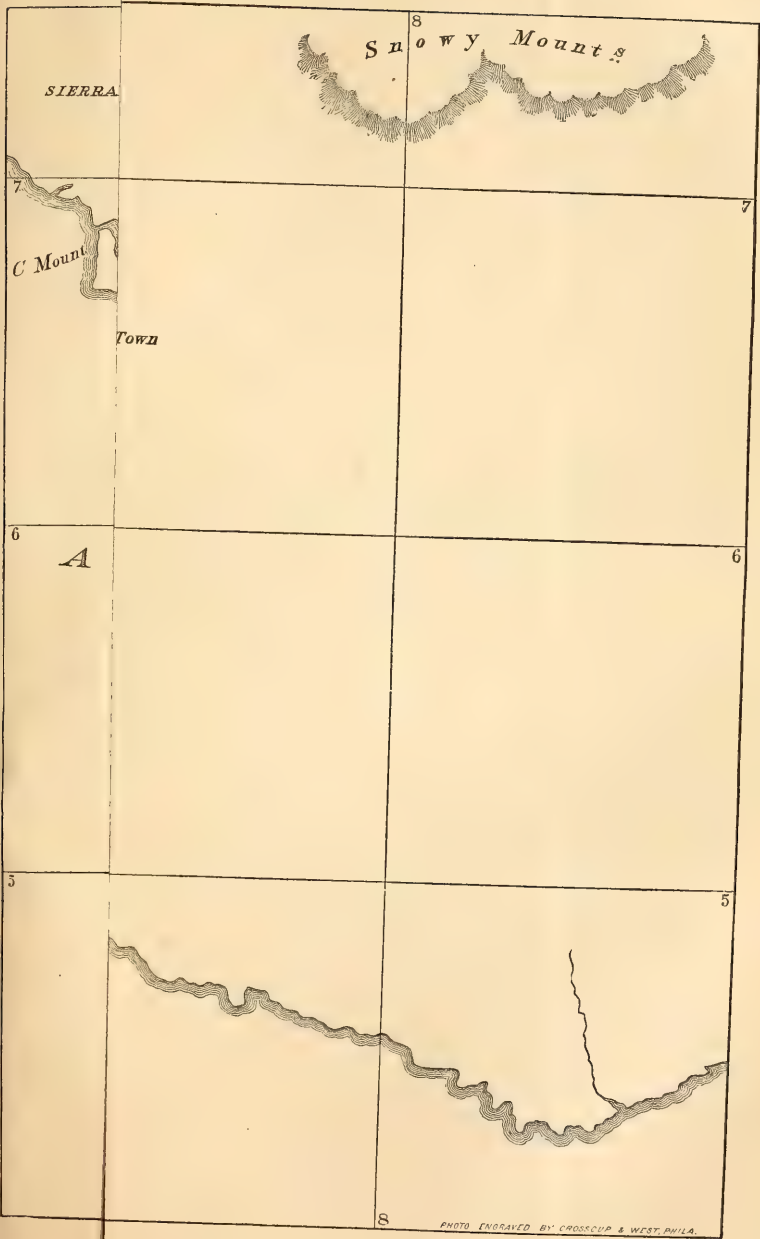 8
Snowy Mounts
SIERRA
7
7
C Mount
Town
6
A
6
5
5
8
PHOTO ENGRAVED BY CROSSCUP & WEST, PHILA.